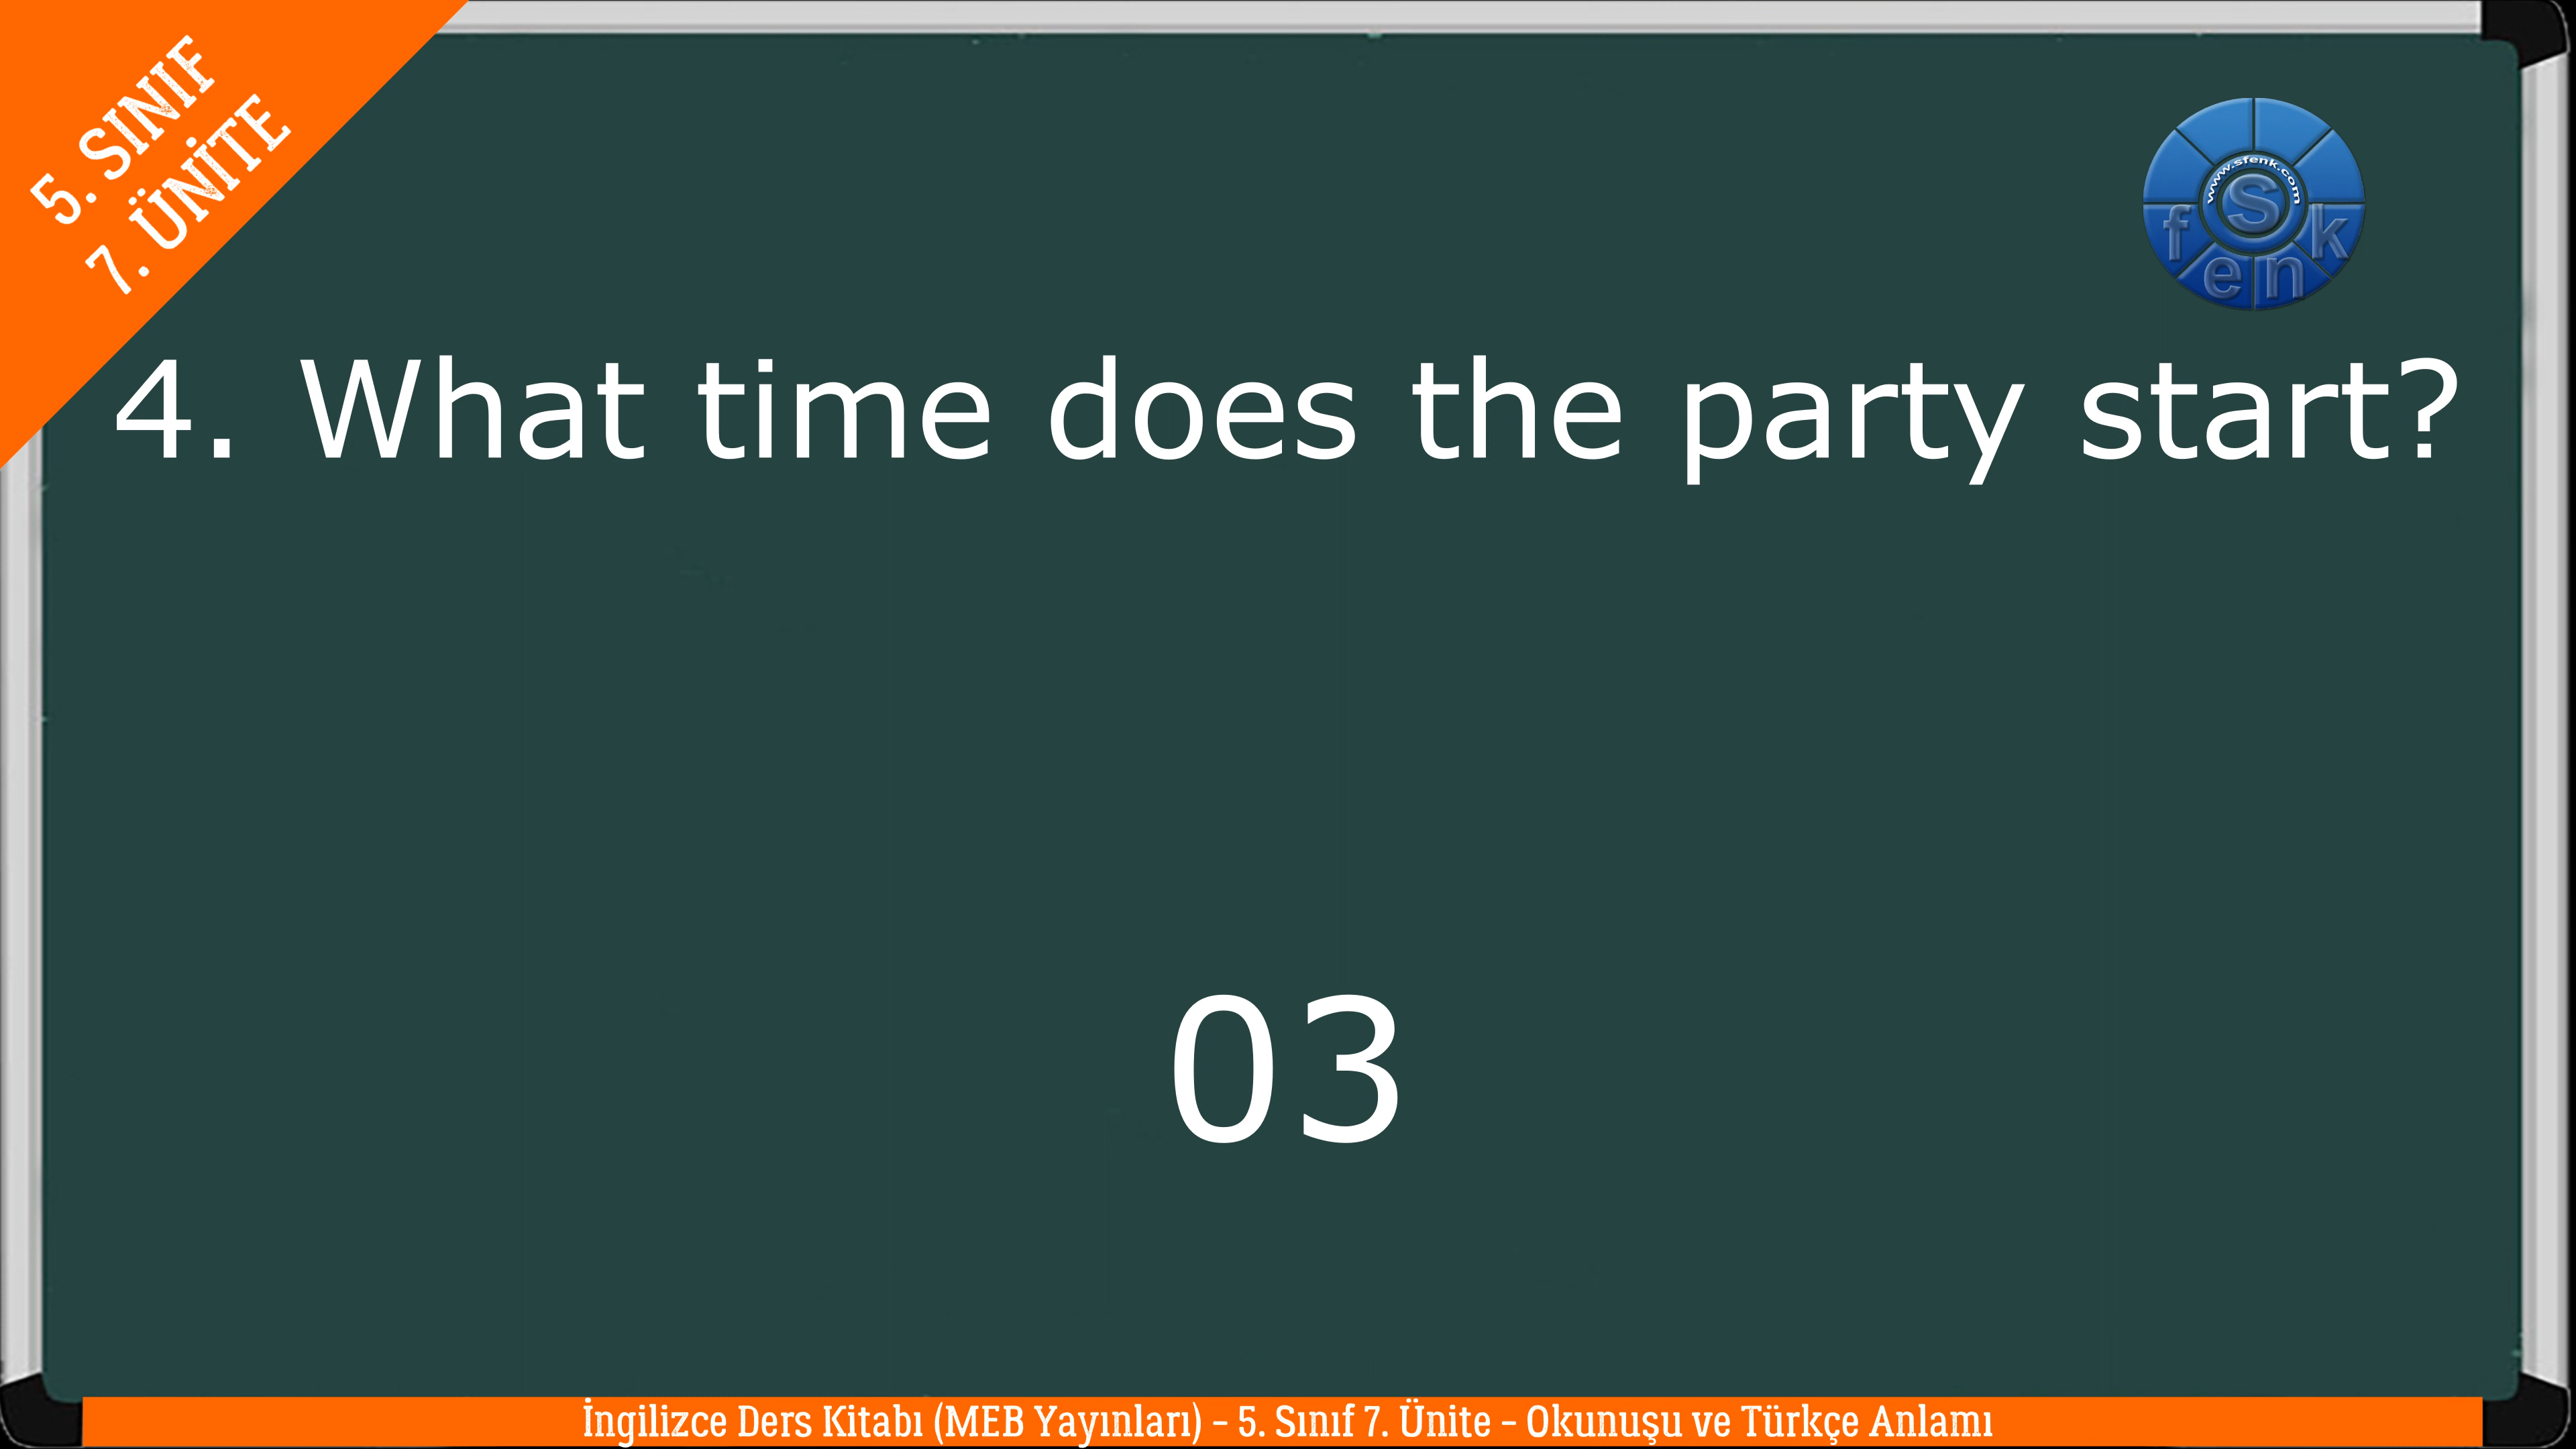 5. SINIF
7. ÜNİTE
www.sfenk.com
S
f e n k
4. What time does the party start?
03
İngilizce Ders Kitabı (MEB Yayınları) – 5. Sınıf 7. Ünite – Okunuşu ve Türkçe Anlamı